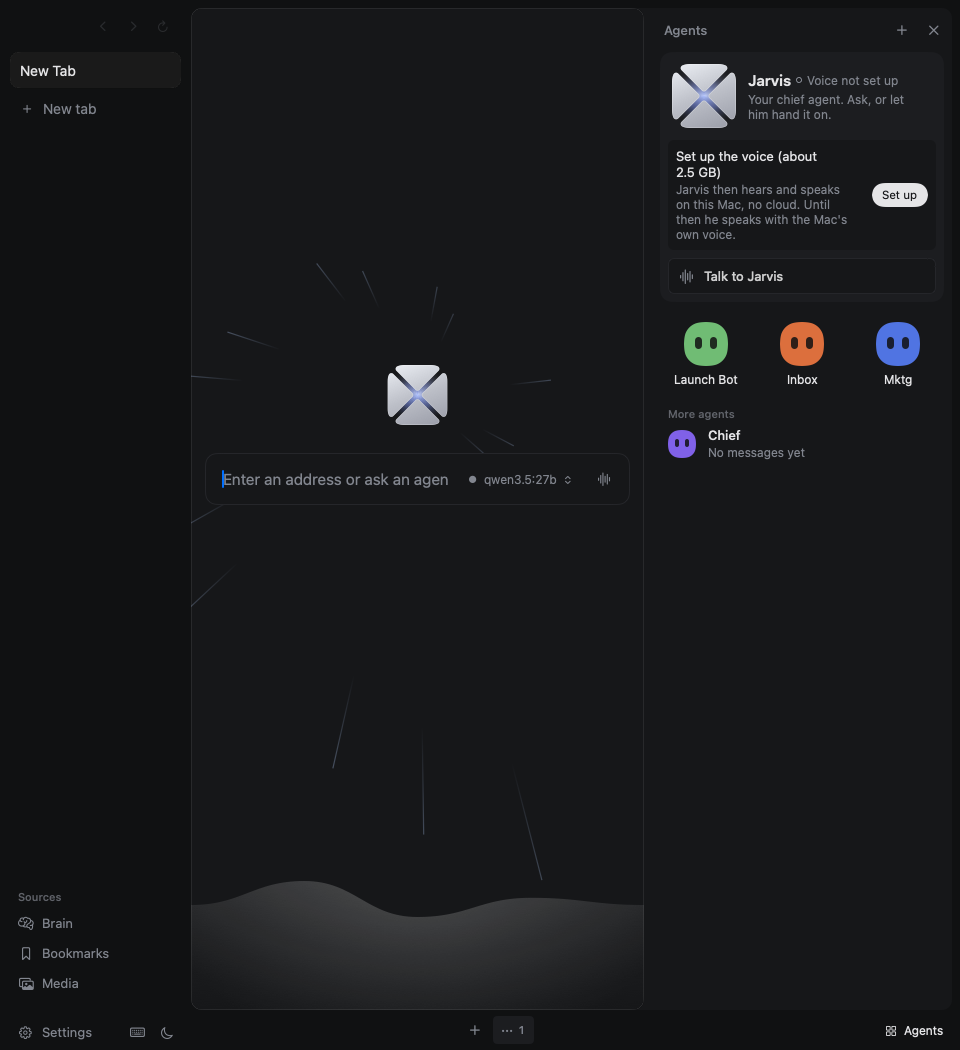 New Tab
New tab
Sources
Brain
Bookmarks
Media
Settings
Enter an address or ask an agen
qwen3.5:27b
1
Agents
Jarvis
Voice not set up
Your chief agent. Ask, or let
him hand it on.
Set up the voice (about
2.5 GB)
Jarvis then hears and speaks
on this Mac, no cloud. Until
then he speaks with the Mac's
own voice.
Set up
Talk to Jarvis
Launch Bot
Inbox
Mktg
More agents
Chief
No messages yet
Agents